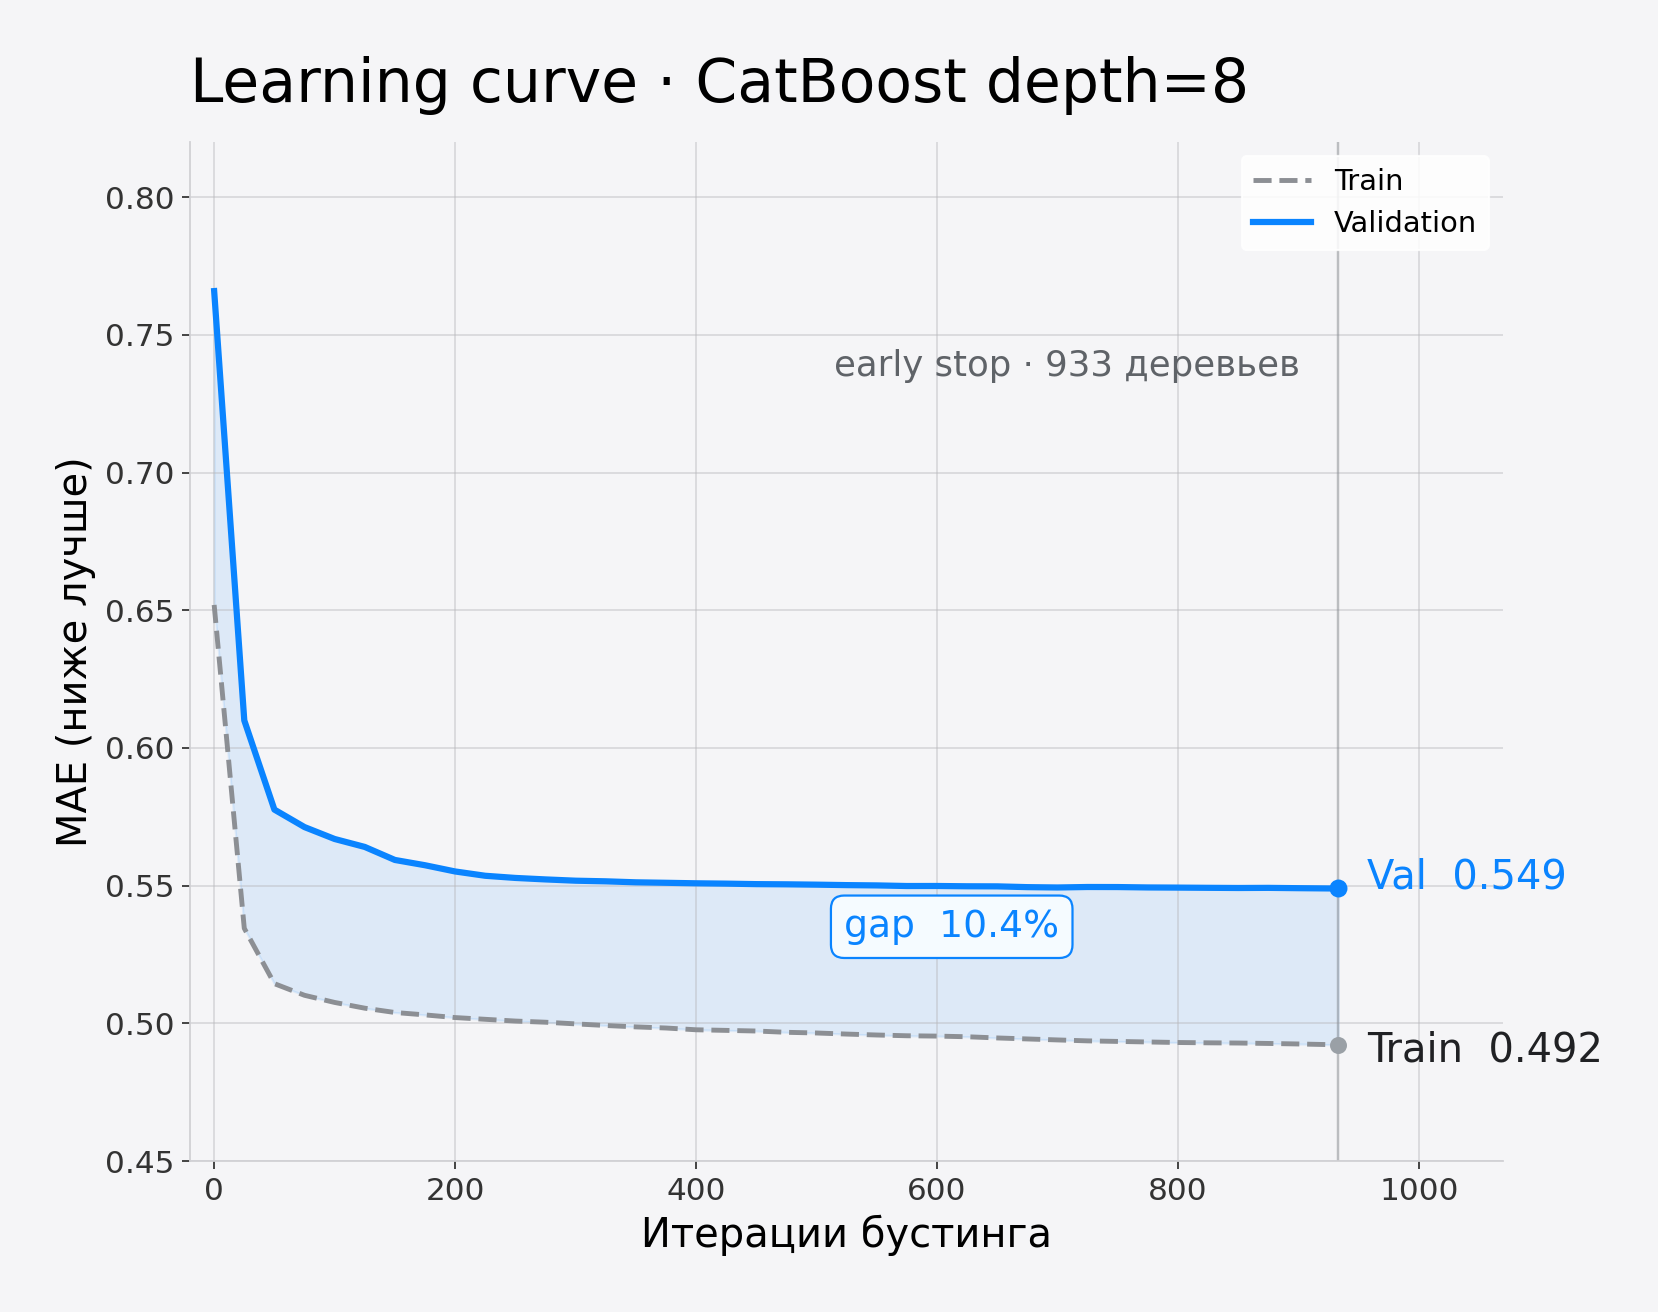 Learning curve · CatBoost depth=8
Train
Validation
early stop · 933 деревьев
MAE (ниже лучше)
0.80
0.75
0.70
0.65
0.60
0.55
0.50
0.45
Val 0.549
gap 10.4%
Train 0.492
0 200 400 600 800 1000
Итерации бустинга